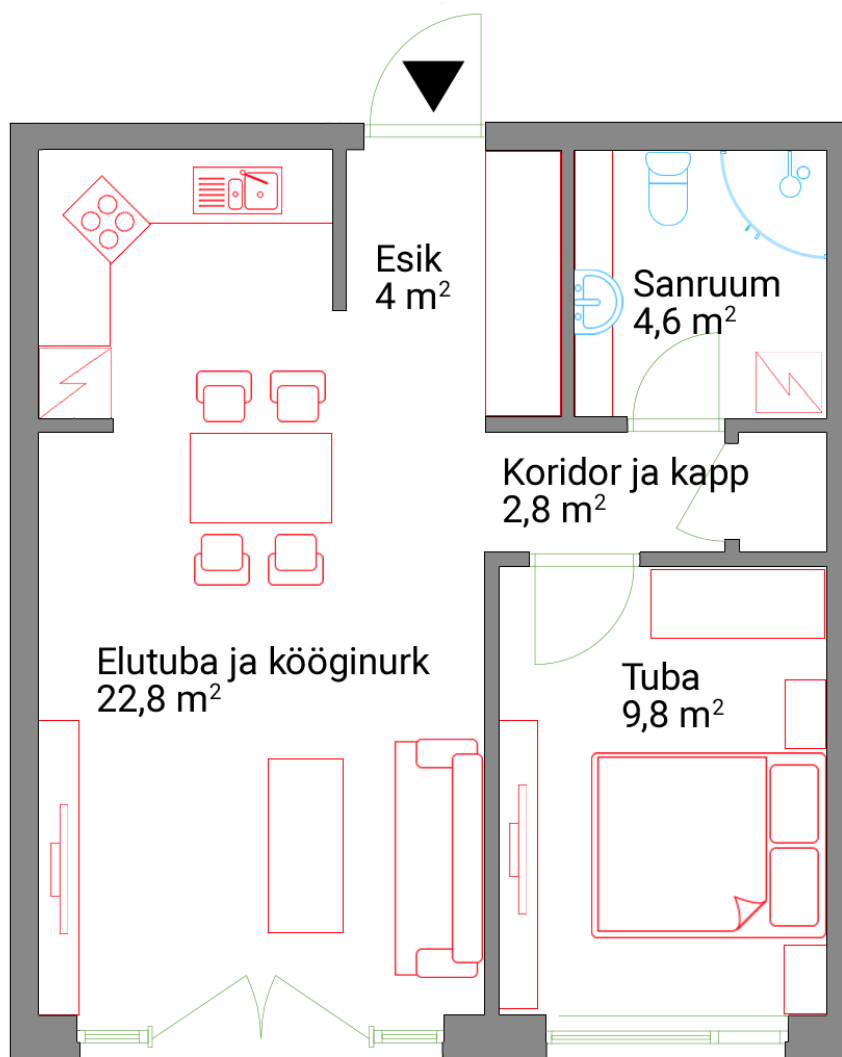 Esik
4 m²
Sanruum
4,6 m²
Koridor ja kapp
2,8 m²
Elutuba ja kööginurk
22,8 m²
Tuba
9,8 m²